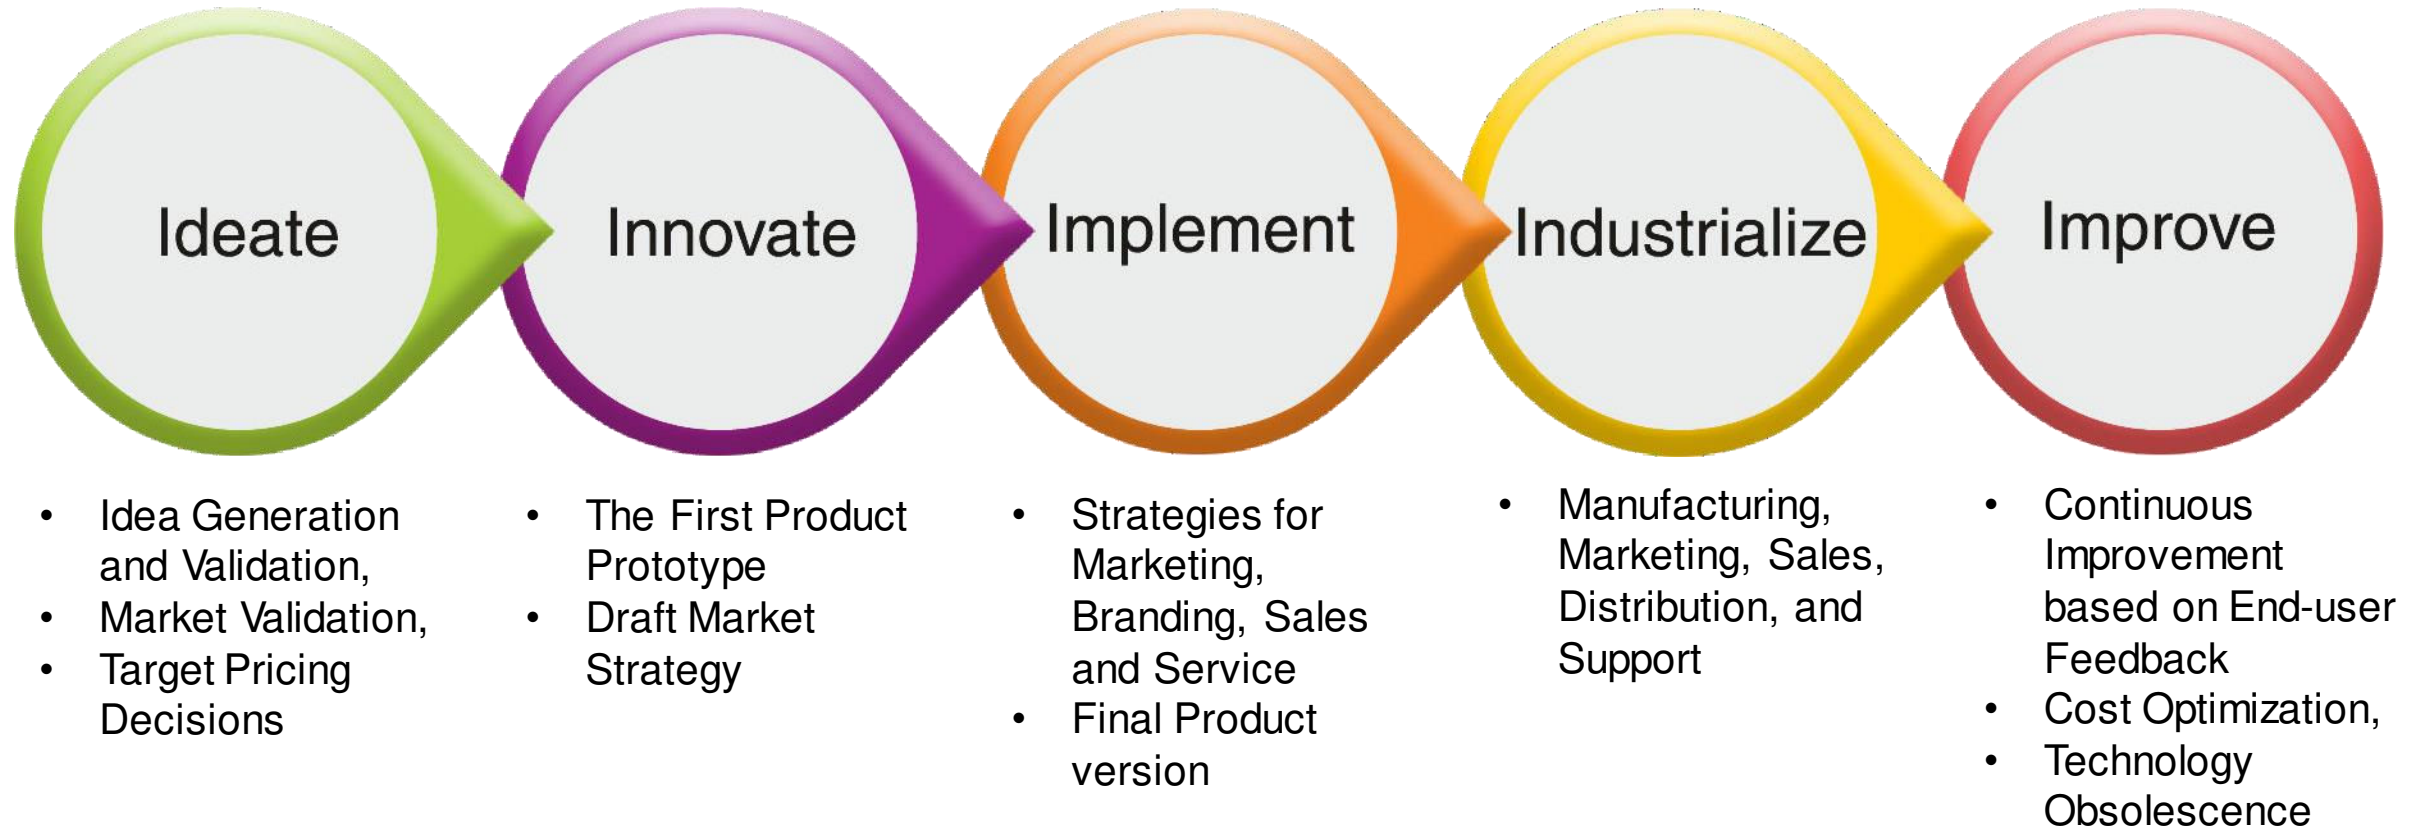 Ideate
Innovate
Implement
Industrialize
Improve
• Idea Generation
and Validation,
• Market Validation,
• Target Pricing
Decisions
• The First Product
Prototype
• Draft Market
Strategy
• Strategies for
Marketing,
Branding, Sales
and Service
• Final Product
version
• Manufacturing,
Marketing, Sales,
Distribution, and
Support
• Continuous
Improvement
based on End-user
Feedback
• Cost Optimization,
• Technology
Obsolescence